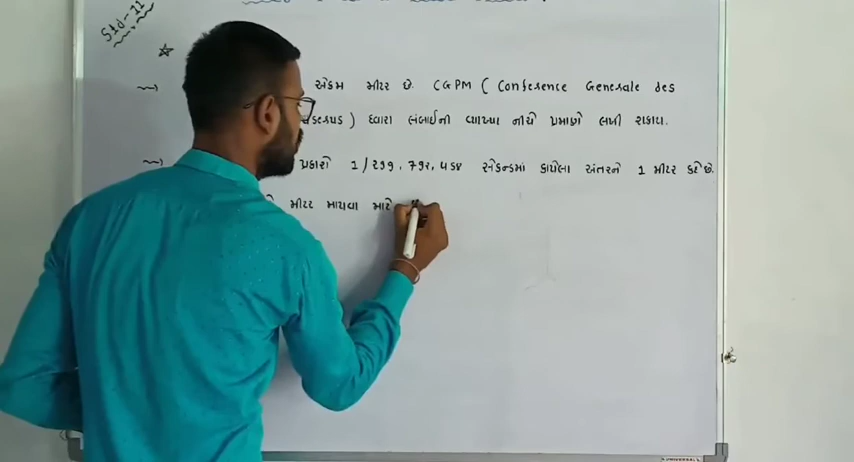 Std-11
એકમ મીટર છે. CGPM ( Conference Generale des
) દ્વારા લંબાઈની વ્યાખ્યા નીચે પ્રમાણે લખી શકાય.
પ્રકાશે 1/299, 792, 458 સેકન્ડમાં કાપેલા અંતરને 1 મીટર કહે છે.
મીટર માપવા માટે
UNIVERSAL